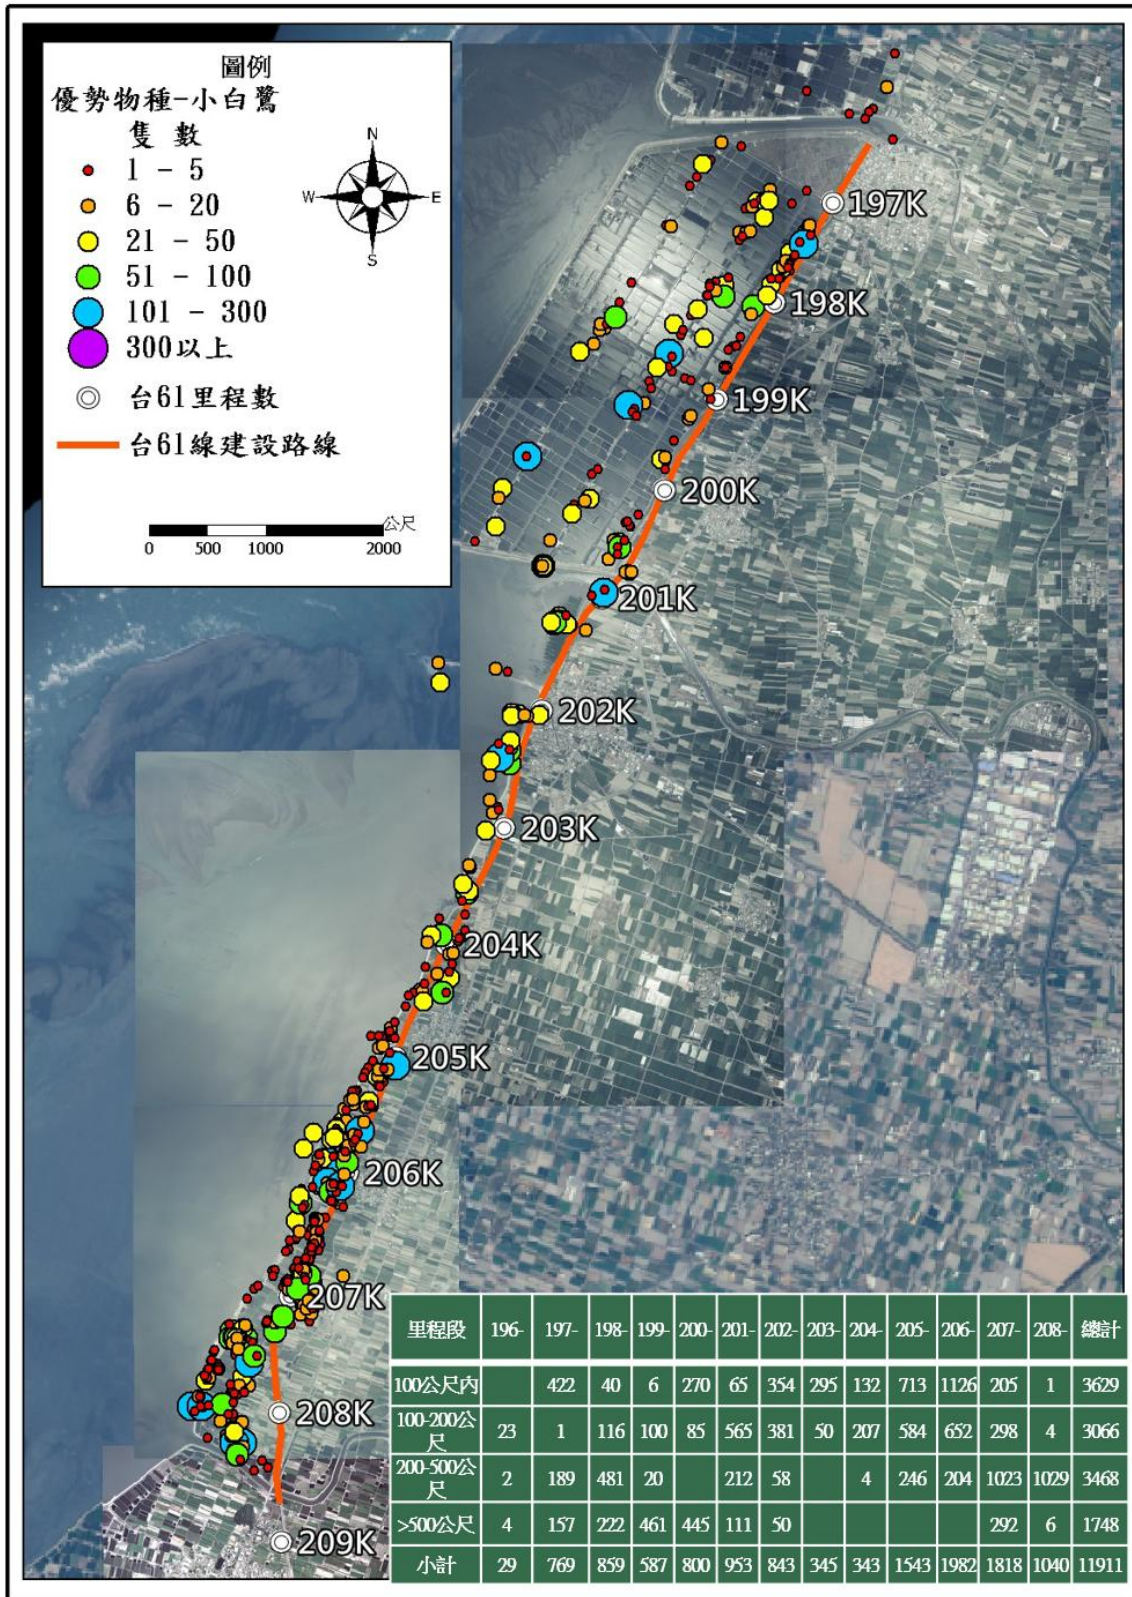 圖例
優勢物種-小白鷺
隻 數
1 - 5
6 - 20
21 - 50
51 - 100
101 - 300
300以上
台61里程數
台61線建設路線
公尺
0 500 1000 2000
N
W E
S
197K
198K
199K
200K
201K
202K
203K
204K
205K
206K
207K
208K
209K
里程段 196- 197- 198- 199- 200- 201- 202- 203- 204- 205- 206- 207- 208- 總計
100公尺內 422 40 6 270 65 354 295 132 713 1126 205 1 3629
100-200公尺 23 1 116 100 85 565 381 50 207 584 652 298 4 3066
200-500公尺 2 189 481 20 212 58 4 246 204 1023 1029 3468
>500公尺 4 157 222 461 445 111 50 292 6 1748
小計 29 769 859 587 800 953 843 345 343 1543 1982 1818 1040 11911